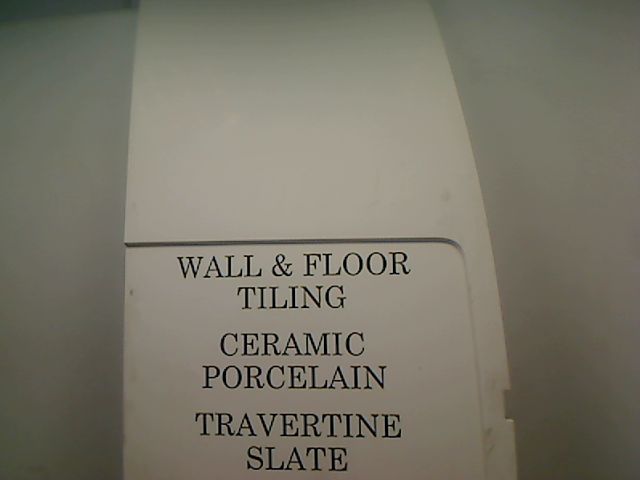 WALL & FLOOR
TILING
CERAMIC
PORCELAIN
TRAVERTINE
SLATE